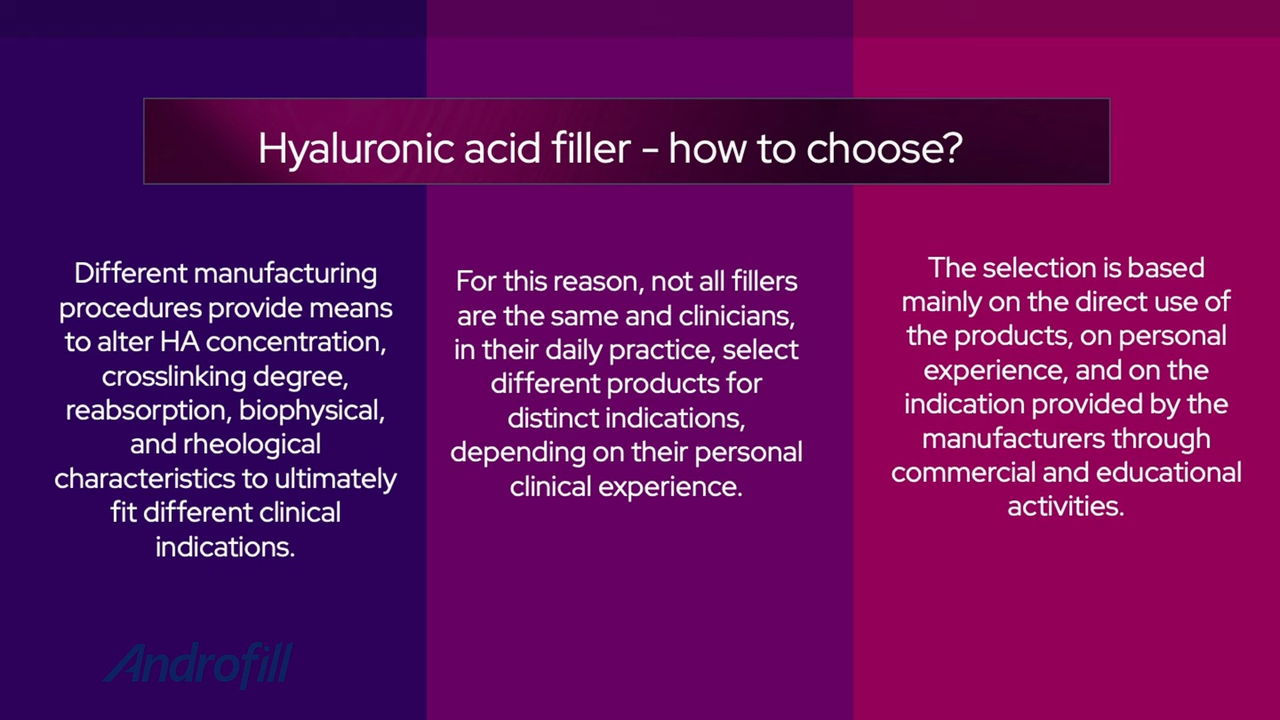 Hyaluronic acid filler - how to choose?
Different manufacturing
procedures provide means
to alter HA concentration,
crosslinking degree,
reabsorption, biophysical,
and rheological
characteristics to ultimately
fit different clinical
indications.
For this reason, not all fillers
are the same and clinicians,
in their daily practice, select
different products for
distinct indications,
depending on their personal
clinical experience.
The selection is based
mainly on the direct use of
the products, on personal
experience, and on the
indication provided by the
manufacturers through
commercial and educational
activities.
Androfill